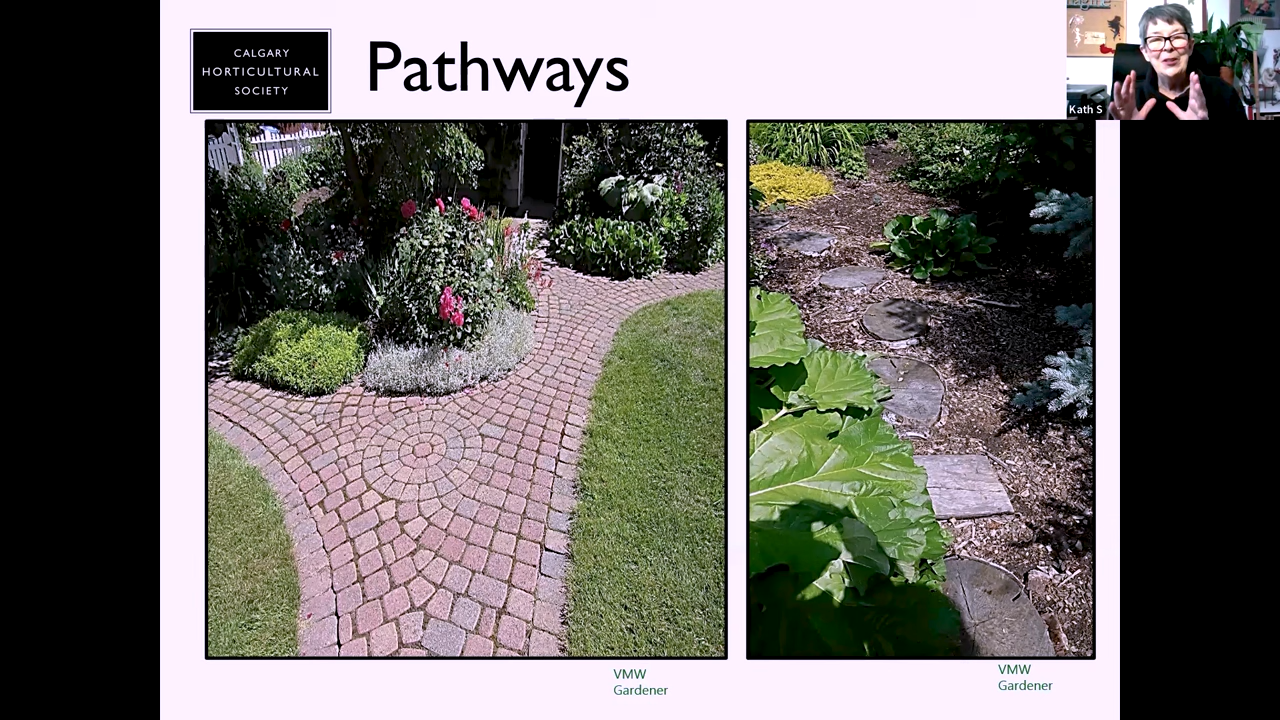 CALGARY
HORTICULTURAL
SOCIETY
Pathways
Kath S
VMW
Gardener
VMW
Gardener